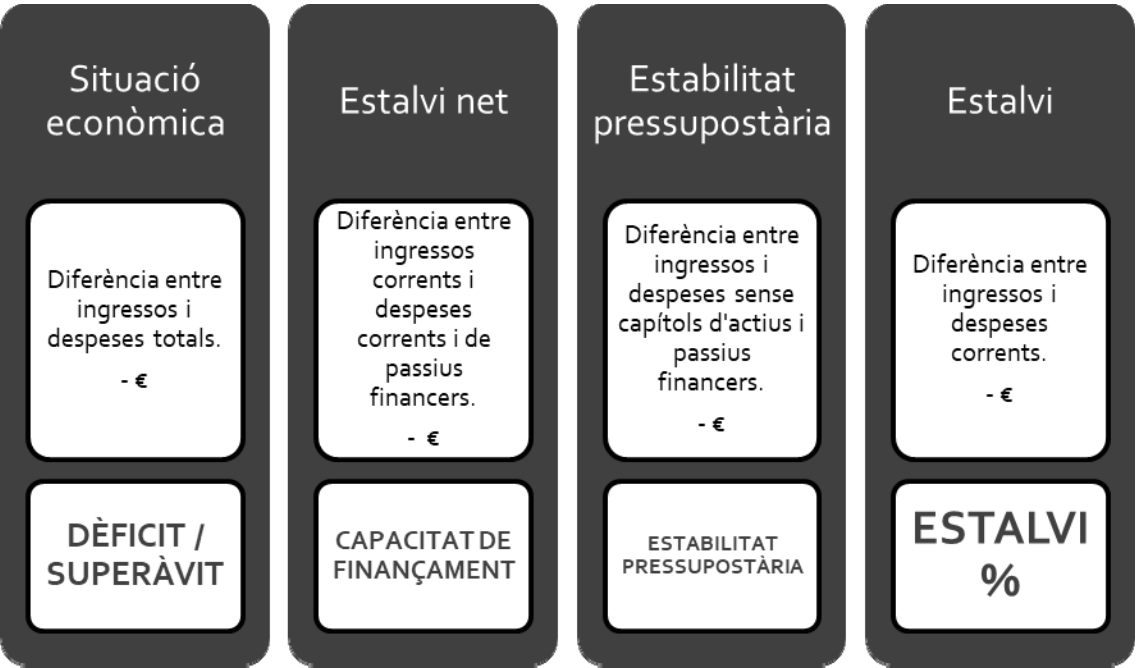 Situació
econòmica
Diferència entre
ingressos i
despeses totals.
- €
DÈFICIT /
SUPERÀVIT
Estalvi net
Diferència entre
ingressos
corrents i
despeses
corrents i de
passius
financers.
- €
CAPACITAT DE
FINANÇAMENT
Estabilitat
pressupostària
Diferència entre
ingressos i
despeses sense
capítols d'actius i
passius
financers.
- €
ESTABILITAT
PRESSUPOSTÀRIA
Estalvi
Diferència entre
ingressos i
despeses
corrents.
- €
ESTALVI
%